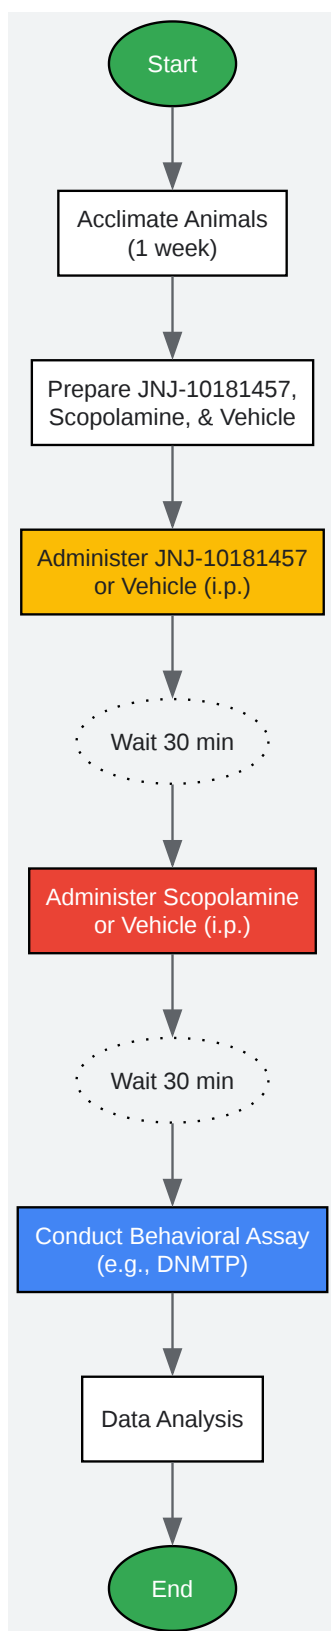 Start
Acclimate Animals
(1 week)
Prepare JNJ-10181457,
Scopolamine, & Vehicle
Administer JNJ-10181457
or Vehicle (i.p.)
Wait 30 min
Administer Scopolamine
or Vehicle (i.p.)
Wait 30 min
Conduct Behavioral Assay
(e.g., DNMTP)
Data Analysis
End